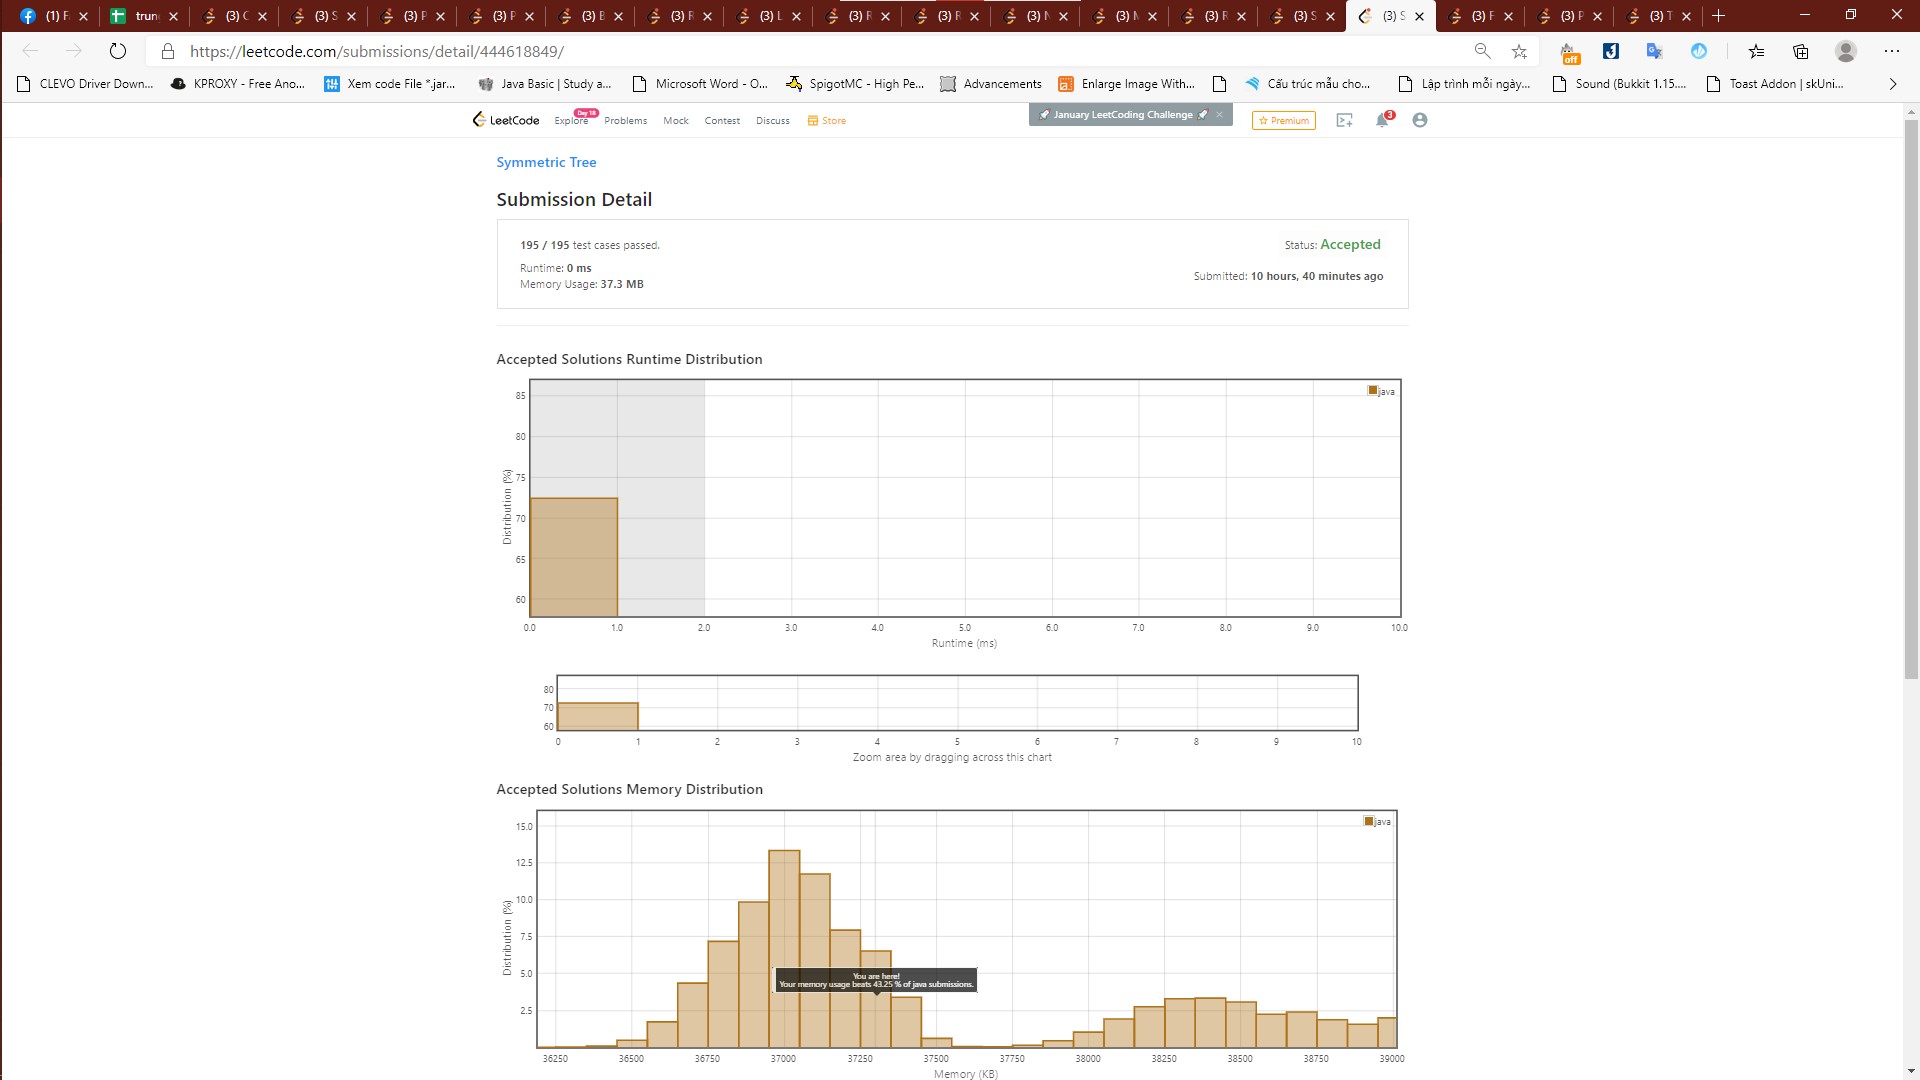 (1) F
trun
(3) C
(3) S
(3) P
(3) P
(3) B
(3) R
(3) L
(3) R
(3) R
(3) N
(3) M
(3) R
(3) S
(3) S
(3) F
(3) P
(3) T
https://leetcode.com/submissions/detail/444618849/
off
CLEVO Driver Down...
KPROXY - Free Ano...
Xem code File *.jar...
Java Basic | Study a...
Microsoft Word - O...
SpigotMC - High Pe...
Advancements
Enlarge Image With...
Cấu trúc mẫu cho...
Lập trình mỗi ngày...
Sound (Bukkit 1.15....
Toast Addon | skUni...
LeetCode
Explore
Day 18
Problems
Mock
Contest
Discuss
Store
January LeetCoding Challenge
Premium
3
Symmetric Tree
Submission Detail
195 / 195 test cases passed.
Status: Accepted
Runtime: 0 ms
Submitted: 10 hours, 40 minutes ago
Memory Usage: 37.3 MB
Accepted Solutions Runtime Distribution
java
85
80
75
70
65
60
Distribution (%)
0.0 1.0 2.0 3.0 4.0 5.0 6.0 7.0 8.0 9.0 10.0
Runtime (ms)
80
70
60
0 1 2 3 4 5 6 7 8 9 10
Zoom area by dragging across this chart
Accepted Solutions Memory Distribution
java
15.0
12.5
10.0
7.5
5.0
2.5
Distribution (%)
You are here!
Your memory usage beats 43.25 % of java submissions.
36250 36500 36750 37000 37250 37500 37750 38000 38250 38500 38750 39000
Memory (KB)